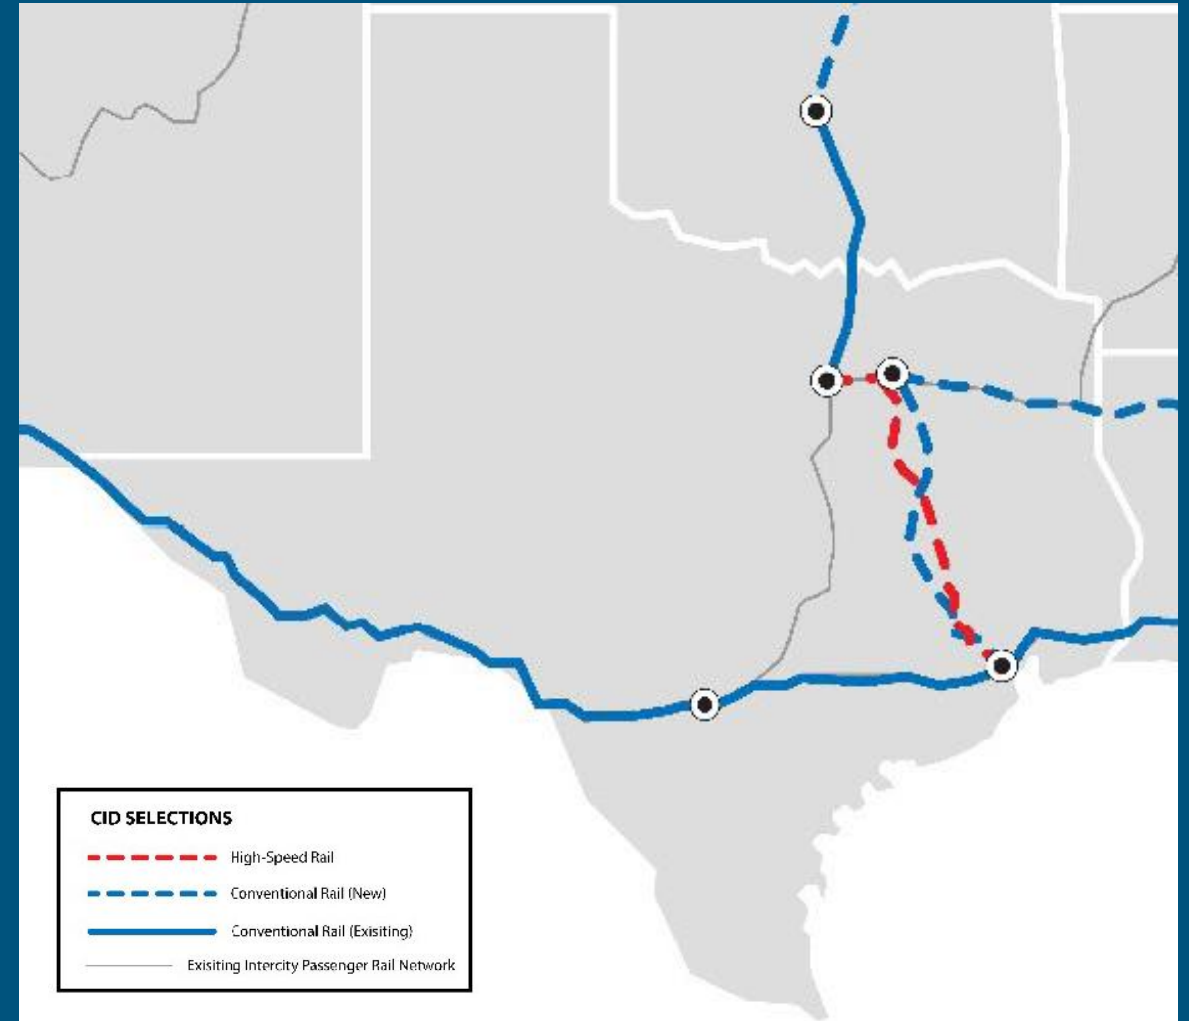 CID SELECTIONS
High-Speed Rail
Conventional Rail (New)
Conventional Rail (Exisiting)
Exisiting Intercity Passenger Rail Network